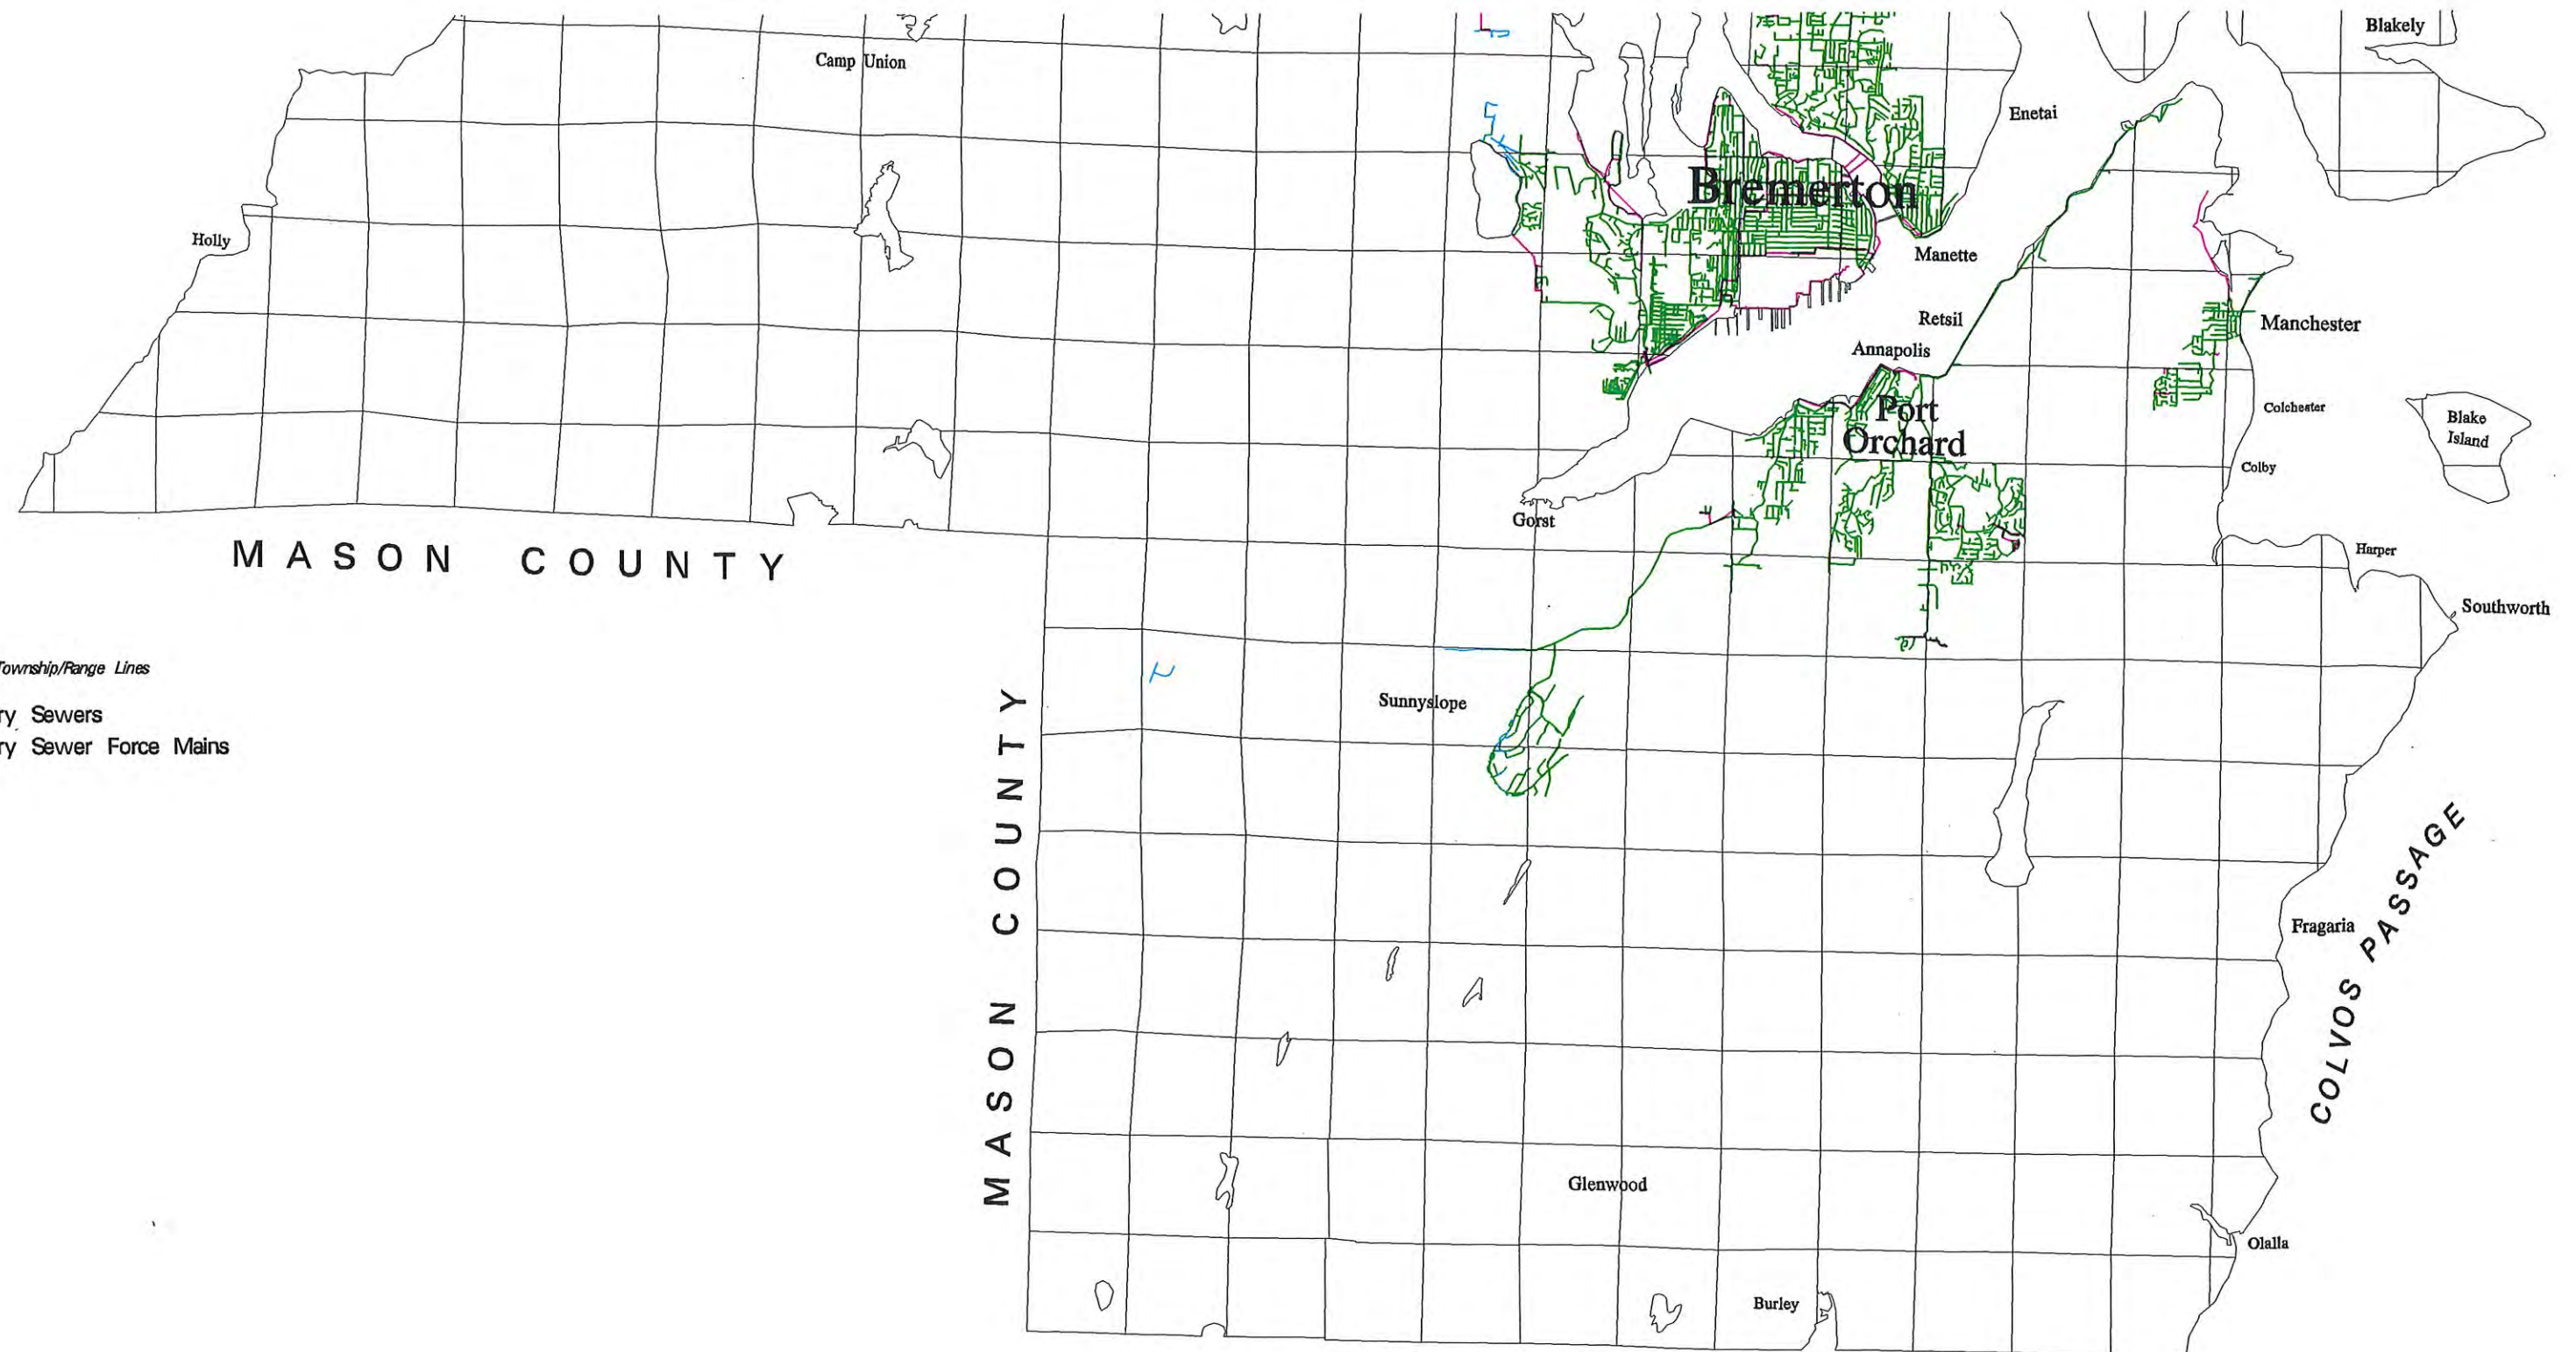 Blakely
Camp Union
Enetai
Bremerton
Holly
Manette
Retsil
Manchester
Annapolis
Port
Orchard
Colchester
Blake
Island
Colby
Gorst
MASON COUNTY
Harper
Southworth
Township/Range Lines
Sunnyslope
ry Sewers
ry Sewer Force Mains
MASON COUNTY
COLVOS PASSAGE
Fragaria
Glenwood
Olalla
Burley